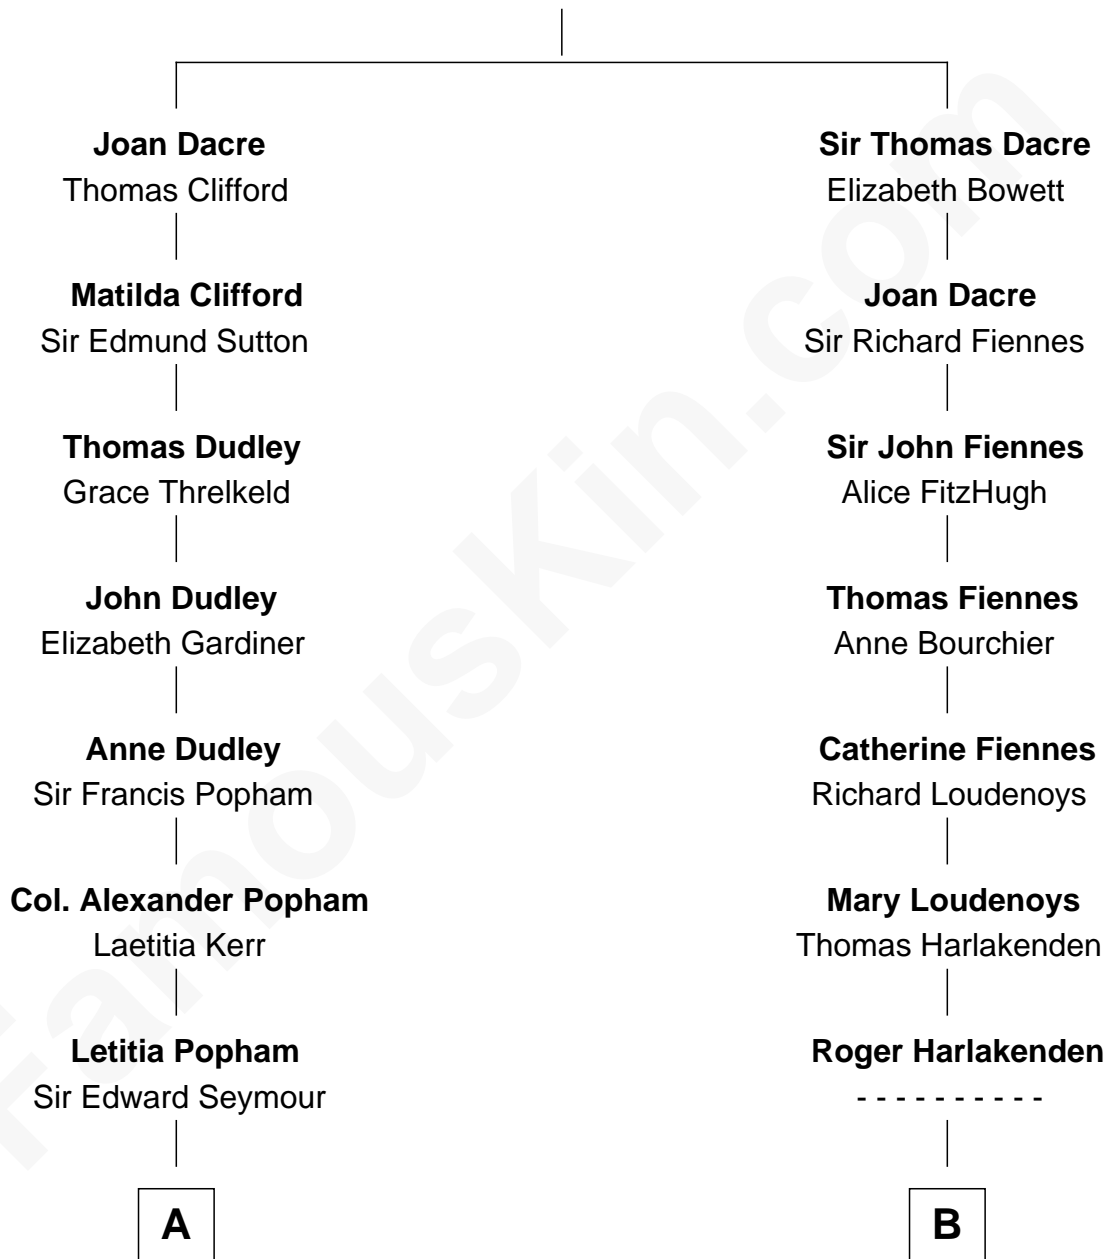 Joan Dacre
Thomas Clifford
Matilda Clifford
Sir Edmund Sutton
Thomas Dudley
Grace Threlkeld
John Dudley
Elizabeth Gardiner
Anne Dudley
Sir Francis Popham
Col. Alexander Popham
Laetitia Kerr
Letitia Popham
Sir Edward Seymour
A
Sir Thomas Dacre
Elizabeth Bowett
Joan Dacre
Sir Richard Fiennes
Sir John Fiennes
Alice FitzHugh
Thomas Fiennes
Anne Bourchier
Catherine Fiennes
Richard Loudenoys
Mary Loudenoys
Thomas Harlakenden
Roger Harlakenden
- - - - - - - - - -
B
FamousKin.com